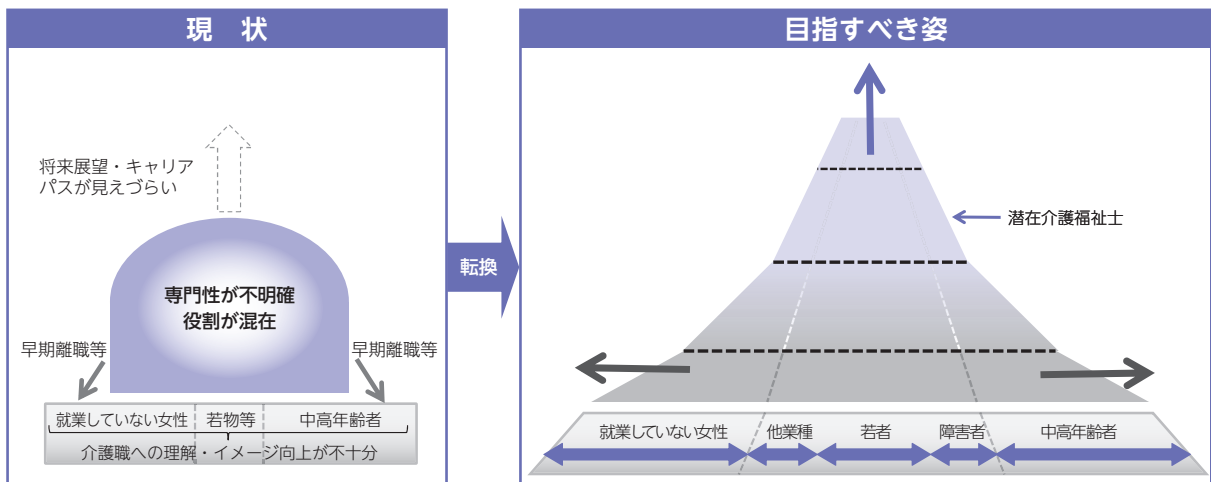 現 状
将来展望・キャリア
パスが見えづらい
専門性が不明確
役割が混在
早期離職等
早期離職等
就業していない女性
若物等
中高年齢者
介護職への理解・イメージ向上が不十分
転換
目指すべき姿
潜在介護福祉士
就業していない女性
他業種
若者
障害者
中高年齢者